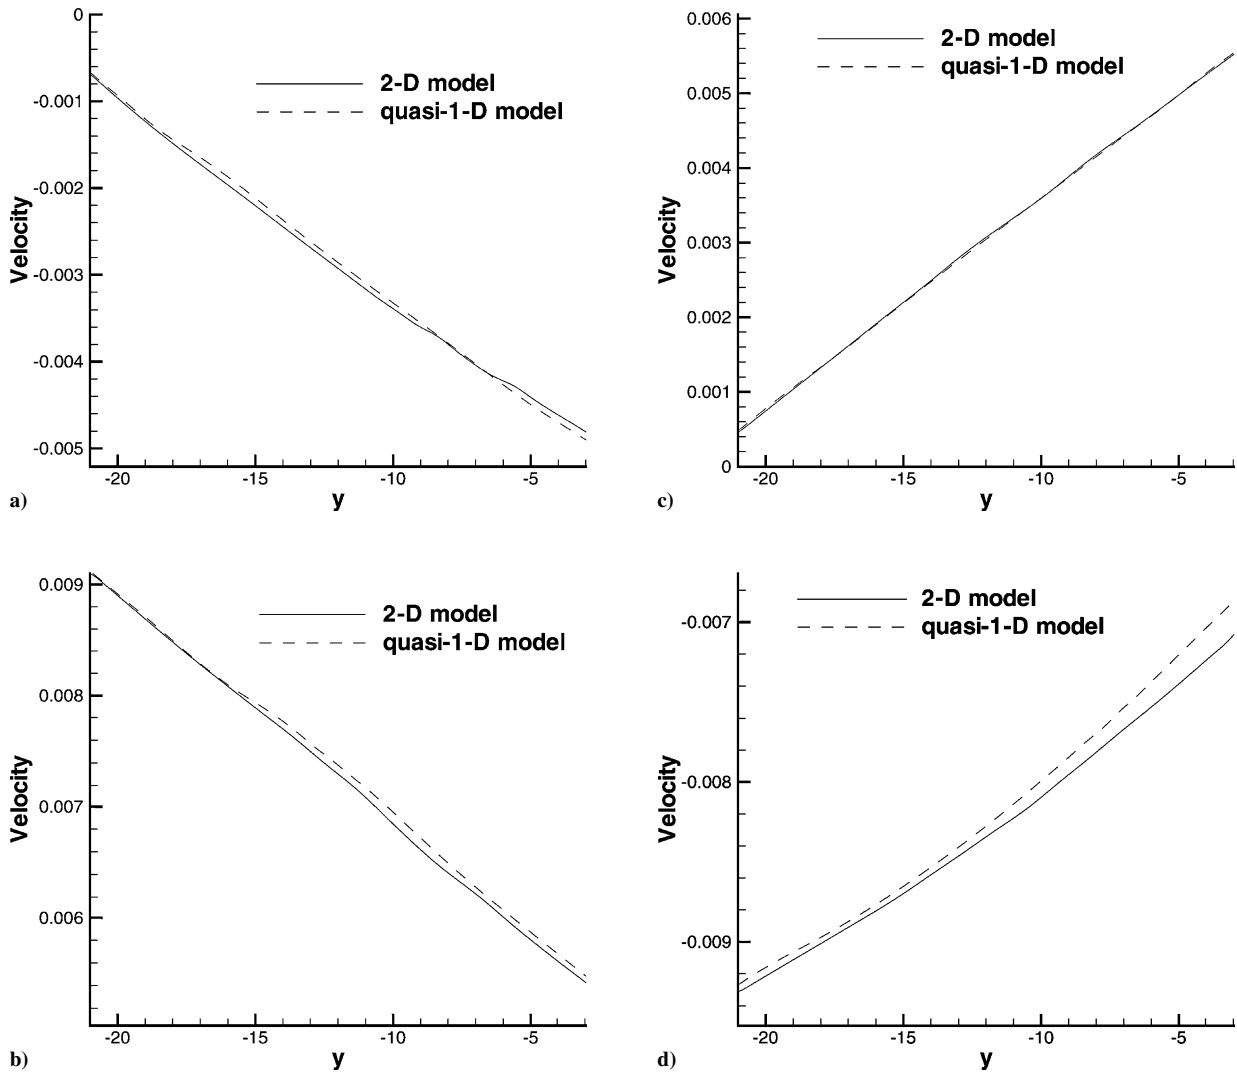 0
-0.001
-0.002
-0.003
-0.004
-0.005
Velocity
2-D model
quasi-1-D model
-20
-15
-10
-5
y
a)
0.006
0.005
0.004
0.003
0.002
0.001
0
Velocity
2-D model
quasi-1-D model
-20
-15
-10
-5
y
c)
0.009
0.008
0.007
0.006
Velocity
2-D model
quasi-1-D model
-20
-15
-10
-5
y
b)
-0.007
-0.008
-0.009
Velocity
2-D model
quasi-1-D model
-20
-15
-10
-5
y
d)